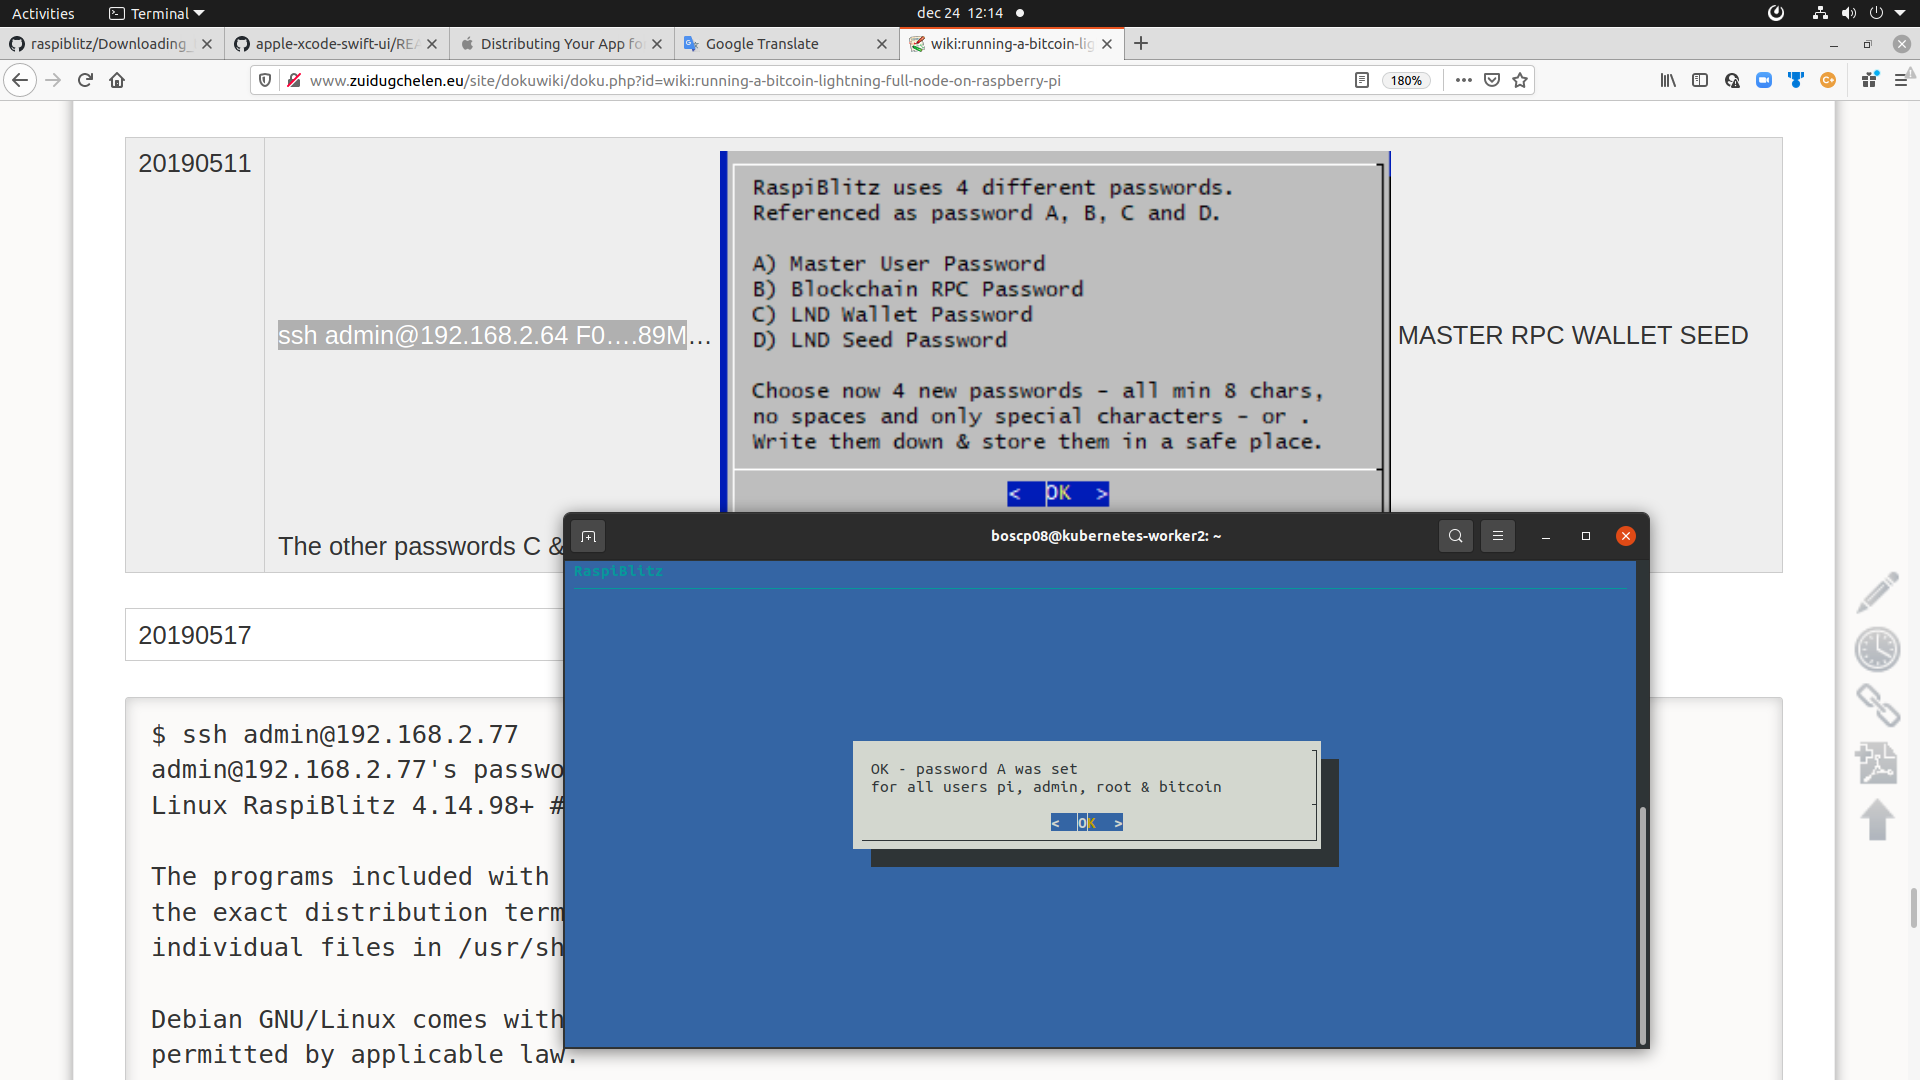 Activities
Terminal
dec 24 12:14
raspiblitz/Downloading_
apple-xcode-swift-ui/REA
Distributing Your App fo
Google Translate
wiki:running-a-bitcoin-lig
www.zuidugchelen.eu/site/dokuwiki/doku.php?id=wiki:running-a-bitcoin-lightning-full-node-on-raspberry-pi
180%
20190511
RaspiBlitz uses 4 different passwords.
Referenced as password A, B, C and D.
A) Master User Password
B) Blockchain RPC Password
C) LND Wallet Password
D) LND Seed Password
Choose now 4 new passwords - all min 8 chars,
no spaces and only special characters - or .
Write them down & store them in a safe place.
< OK >
ssh admin@192.168.2.64 F0....89M...
MASTER RPC WALLET SEED
The other passwords C &
20190517
$ ssh admin@192.168.2.77
admin@192.168.2.77's passwo
Linux RaspiBlitz 4.14.98+ #
The programs included with
the exact distribution term
individual files in /usr/sh
Debian GNU/Linux comes with
permitted by applicable law.
boscp08@kubernetes-worker2: ~
RaspiBlitz
OK - password A was set
for all users pi, admin, root & bitcoin
< OK >